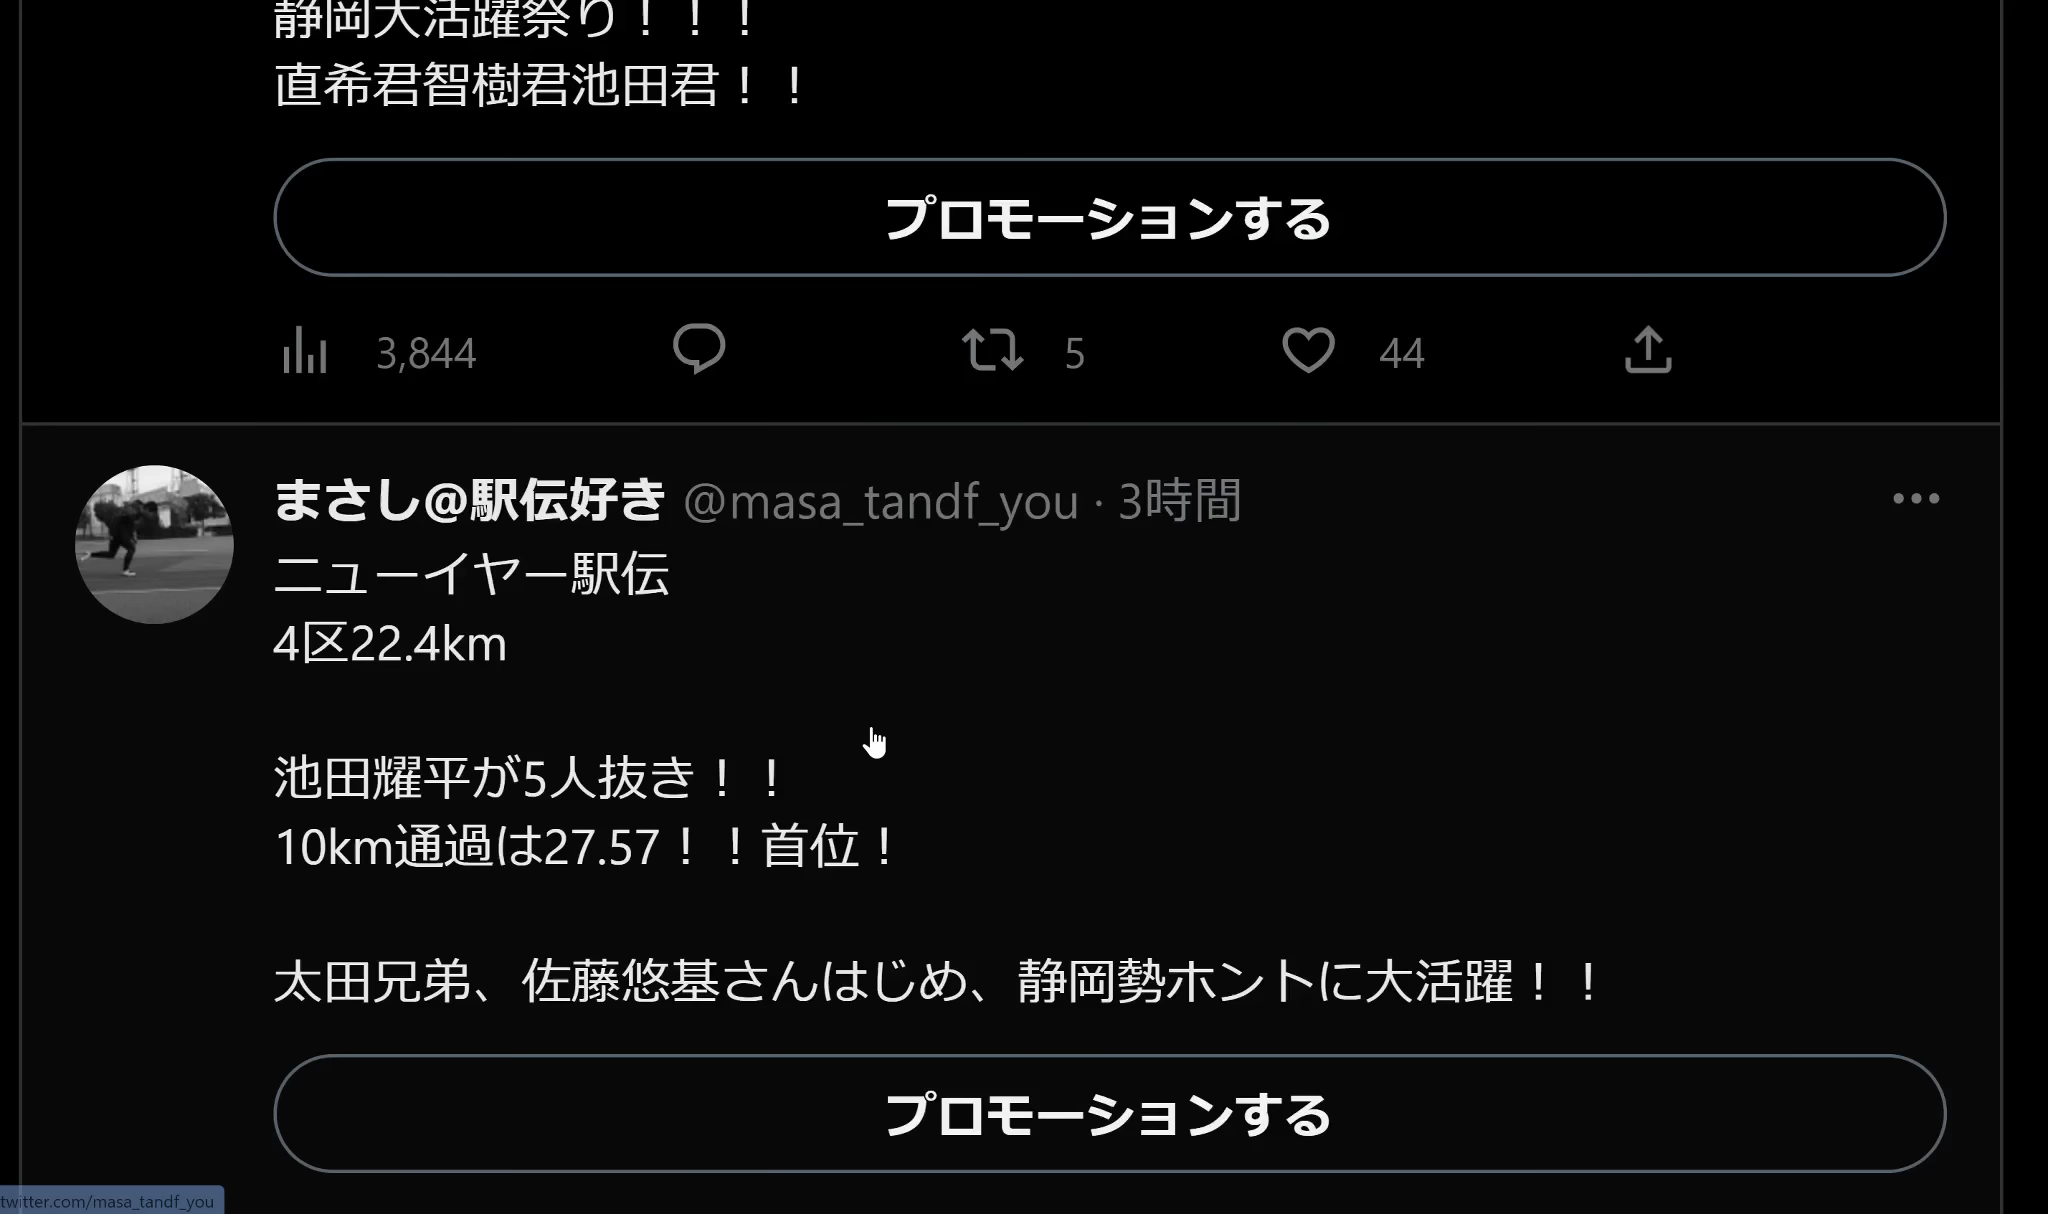 静岡大活躍祭り！！！
直希君智樹君池田君！！
プロモーションする
3,844 5 44
まさし@駅伝好き @masa_tandf_you · 3時間
ニューイヤー駅伝
4区22.4km
池田耀平が5人抜き！！
10km通過は27.57！！首位！
太田兄弟、佐藤悠基さんはじめ、静岡勢ホントに大活躍！！
プロモーションする
twitter.com/masa_tandf_you